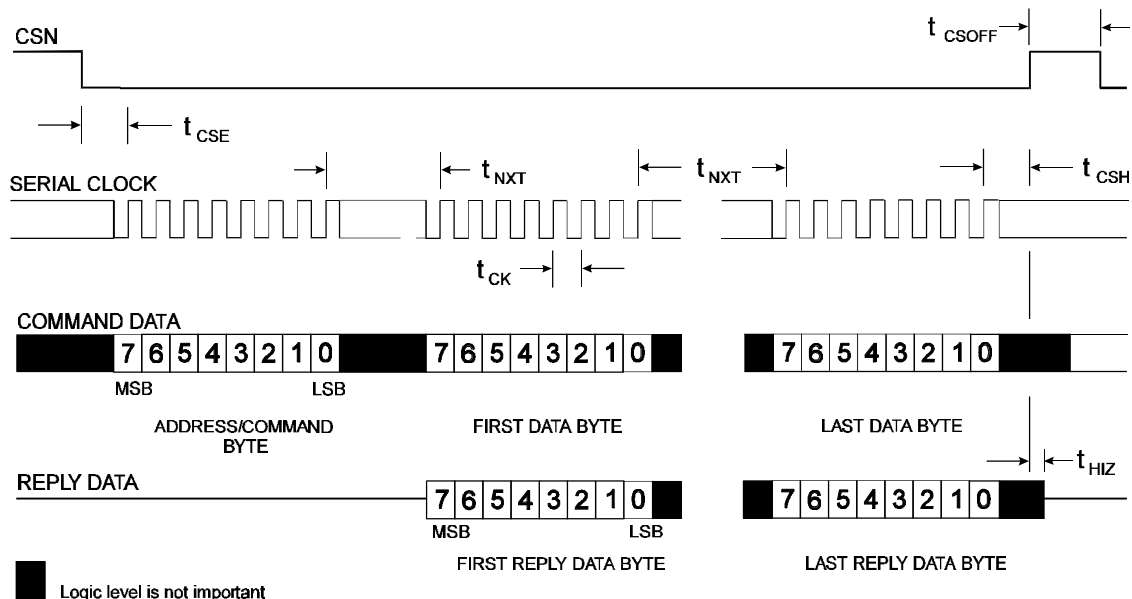 CSN
t CSOFF
t CSE
t NXT
t NXT
t CSH
SERIAL CLOCK
t CK
COMMAND DATA
7 6 5 4 3 2 1 0
7 6 5 4 3 2 1 0
7 6 5 4 3 2 1 0
MSB
LSB
ADDRESS/COMMAND
BYTE
FIRST DATA BYTE
LAST DATA BYTE
t HIZ
REPLY DATA
7 6 5 4 3 2 1 0
7 6 5 4 3 2 1 0
MSB
LSB
FIRST REPLY DATA BYTE
LAST REPLY DATA BYTE
Logic level is not important